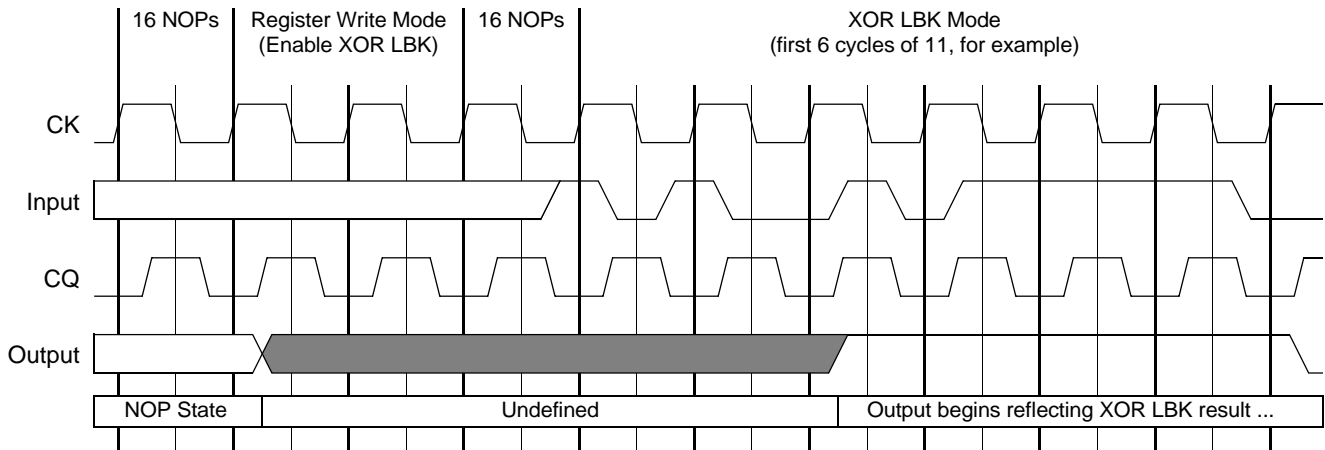 16 NOPs
Register Write Mode
(Enable XOR LBK)
16 NOPs
XOR LBK Mode
(first 6 cycles of 11, for example)
CK
Input
CQ
Output
NOP State
Undefined
Output begins reflecting XOR LBK result ...